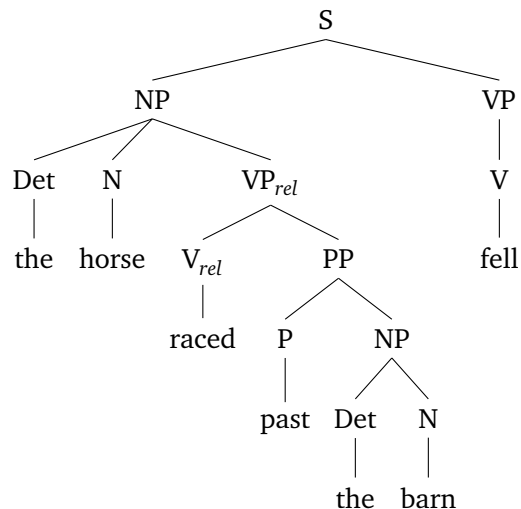 S
NP VP
Det N VP_rel V
the horse V_rel PP fell
raced P NP
past Det N
the barn